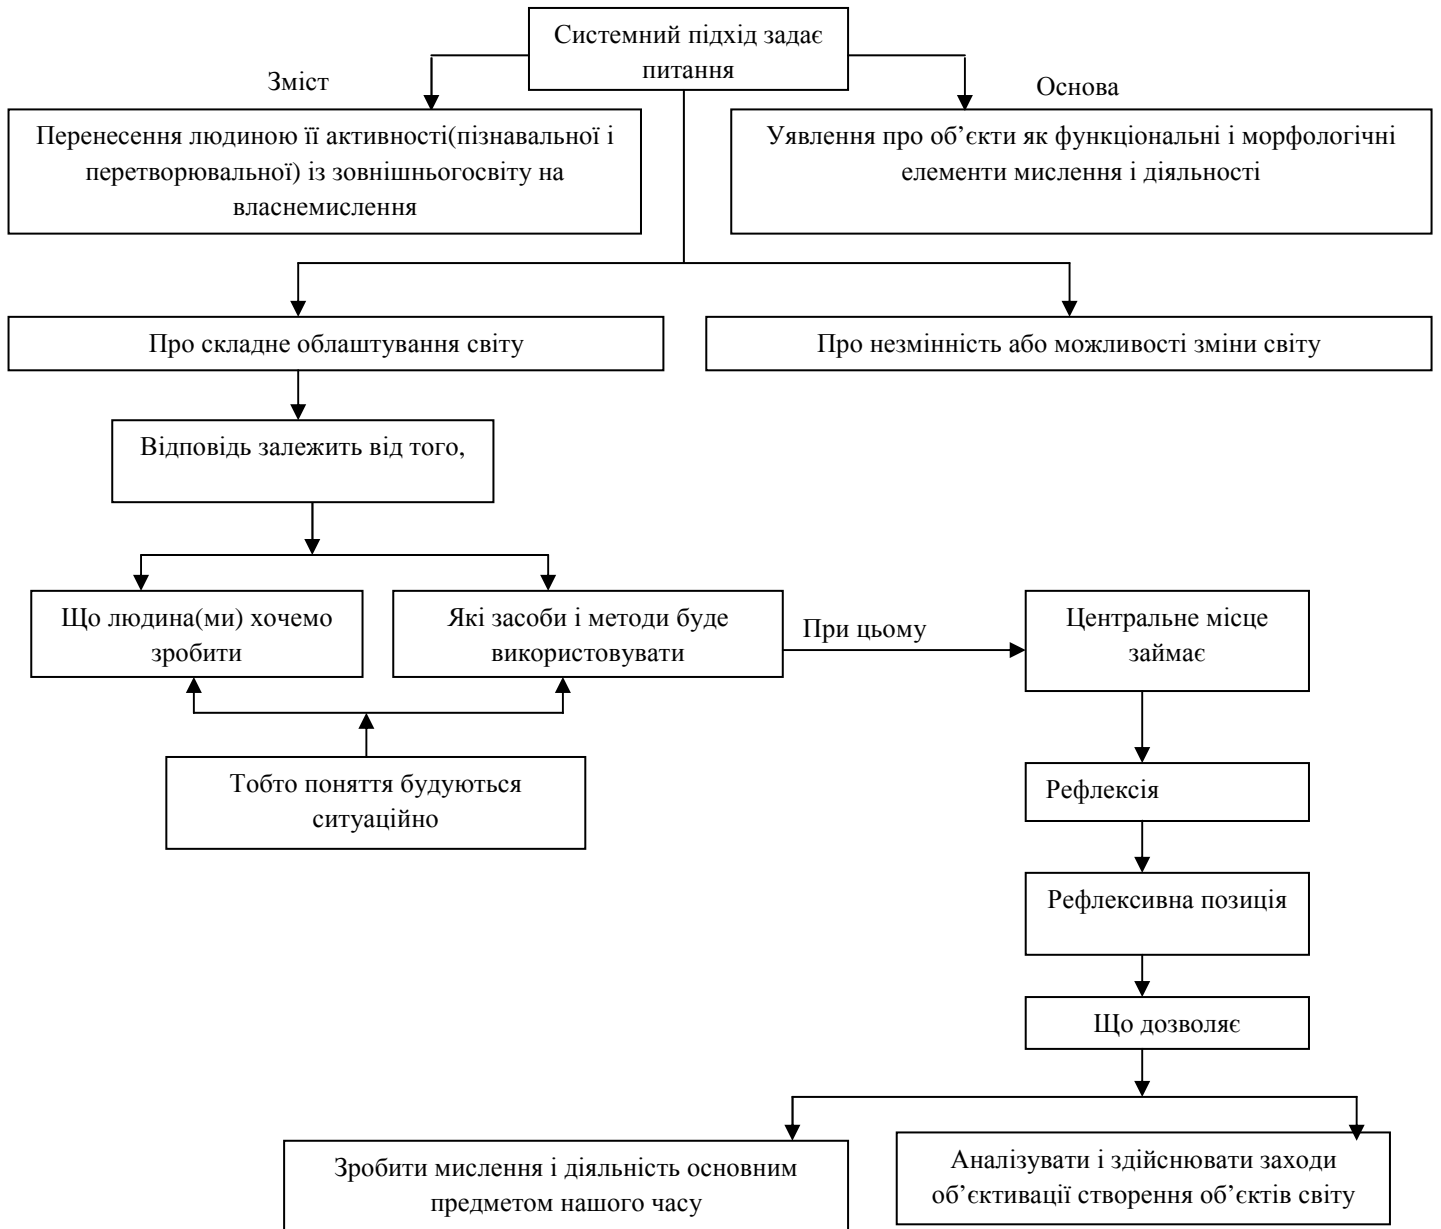 Системний підхід задає
питання
Зміст
Основа
Перенесення людиною її активності(пізнавальної і
перетворювальної) із зовнішньогосвіту на
власнемислення
Уявлення про об’єкти як функціональні і морфологічні
елементи мислення і діяльності
Про складне облаштування світу
Про незмінність або можливості зміни світу
Відповідь залежить від того,
Що людина(ми) хочемо
зробити
Які засоби і методи буде
використовувати
При цьому
Центральне місце
займає
Тобто поняття будуються
ситуаційно
Рефлексія
Рефлексивна позиція
Що дозволяє
Зробити мислення і діяльність основним
предметом нашого часу
Аналізувати і здійснювати заходи
об’єктивації створення об’єктів світу